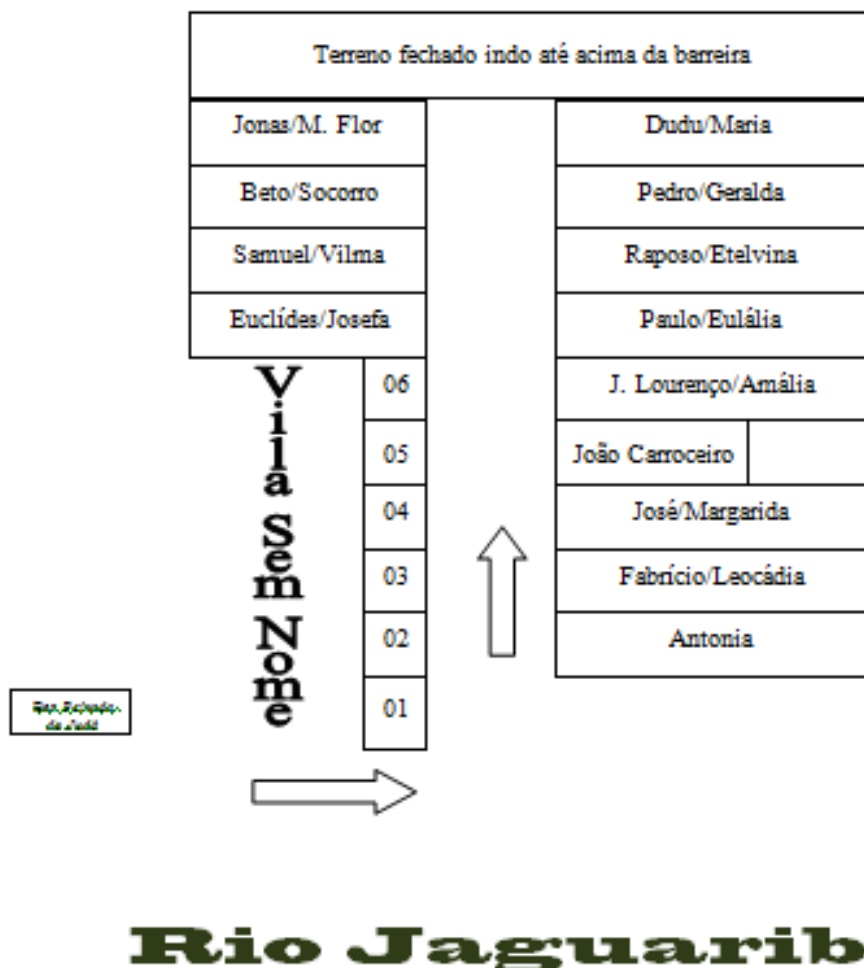 Terreno fechado indo até acima da barreira
Jonas/M. Flor
Dudu/Maria
Beto/Socorro
Pedro/Geralda
Samuel/Vilma
Raposo/Etelvina
Euclídes/Josefa
Paulo/Eulália
06
J. Lourenço/Amália
05
João Carroceiro
04
José/Margarida
03
Fabrício/Leocádia
02
Antonia
01
Vila Sem Nome
de Judá
Rio Jaguarib